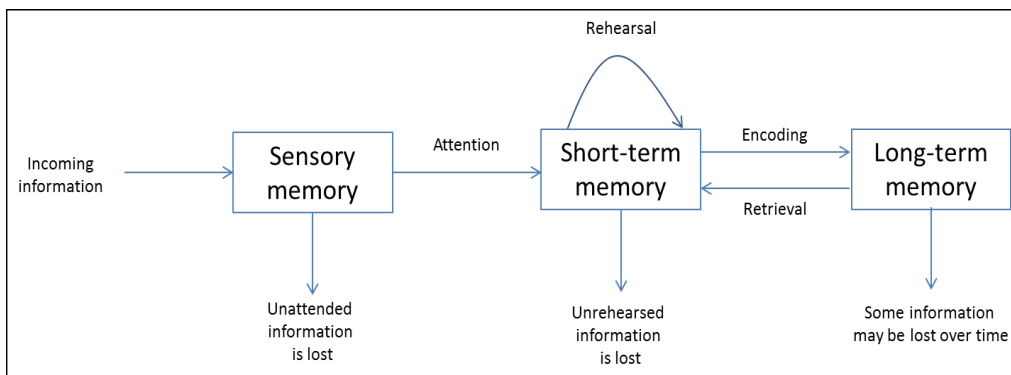 Rehearsal
Incoming
information
Sensory
memory
Attention
Short-term
memory
Encoding
Retrieval
Long-term
memory
Unattended
information
is lost
Unrehearsed
information
is lost
Some information
may be lost over time